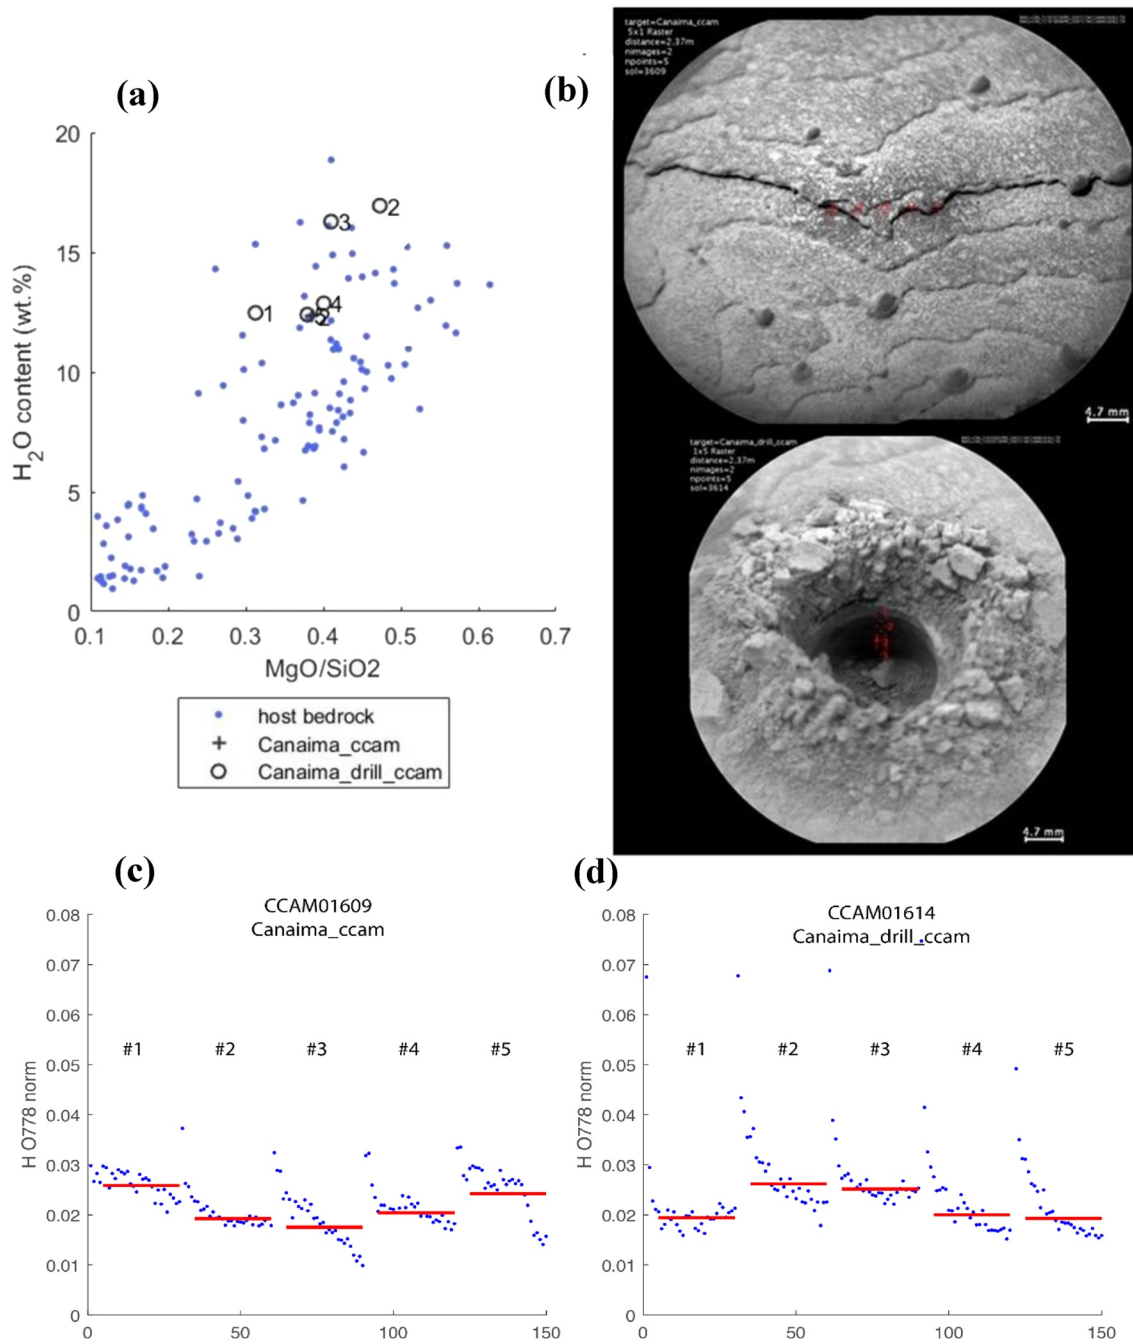 (a)
20
15
10
5
0
H2O content (wt.%)
3
2
1
4
5
2
0.1 0.2 0.3 0.4 0.5 0.6 0.7
MgO/SiO2
host bedrock
Canaima_ccam
Canaima_drill_ccam
(b)
target=Canaima_ccam
5x1 Raster
distance=2.37m
nimages=2
npoints=5
sol=3609
4.7 mm
target=Canaima_drill_ccam
1x5 Raster
distance=2.37m
nimages=2
npoints=5
sol=3614
4.7 mm
(c)
CCAM01609
Canaima_ccam
0.08
0.07
0.06
0.05
0.04
0.03
0.02
0.01
0
H O778 norm
#1 #2 #3 #4 #5
0 50 100 150
(d)
CCAM01614
Canaima_drill_ccam
0.08
0.07
0.06
0.05
0.04
0.03
0.02
0.01
0
H O778 norm
#1 #2 #3 #4 #5
0 50 100 150